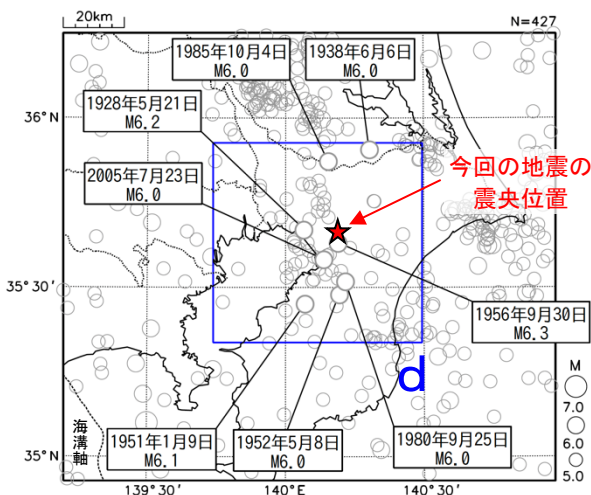 20km
N=427
1985年10月4日
M6.0
1938年6月6日
M6.0
1928年5月21日
M6.2
36°N
2005年7月23日
M6.0
今回の地震の
震央位置
35°30′N
1956年9月30日
M6.3
d
M
7.0
6.0
5.0
海溝軸
1951年1月9日
M6.1
1952年5月8日
M6.0
1980年9月25日
M6.0
35°N
139°30′
140°E
140°30′